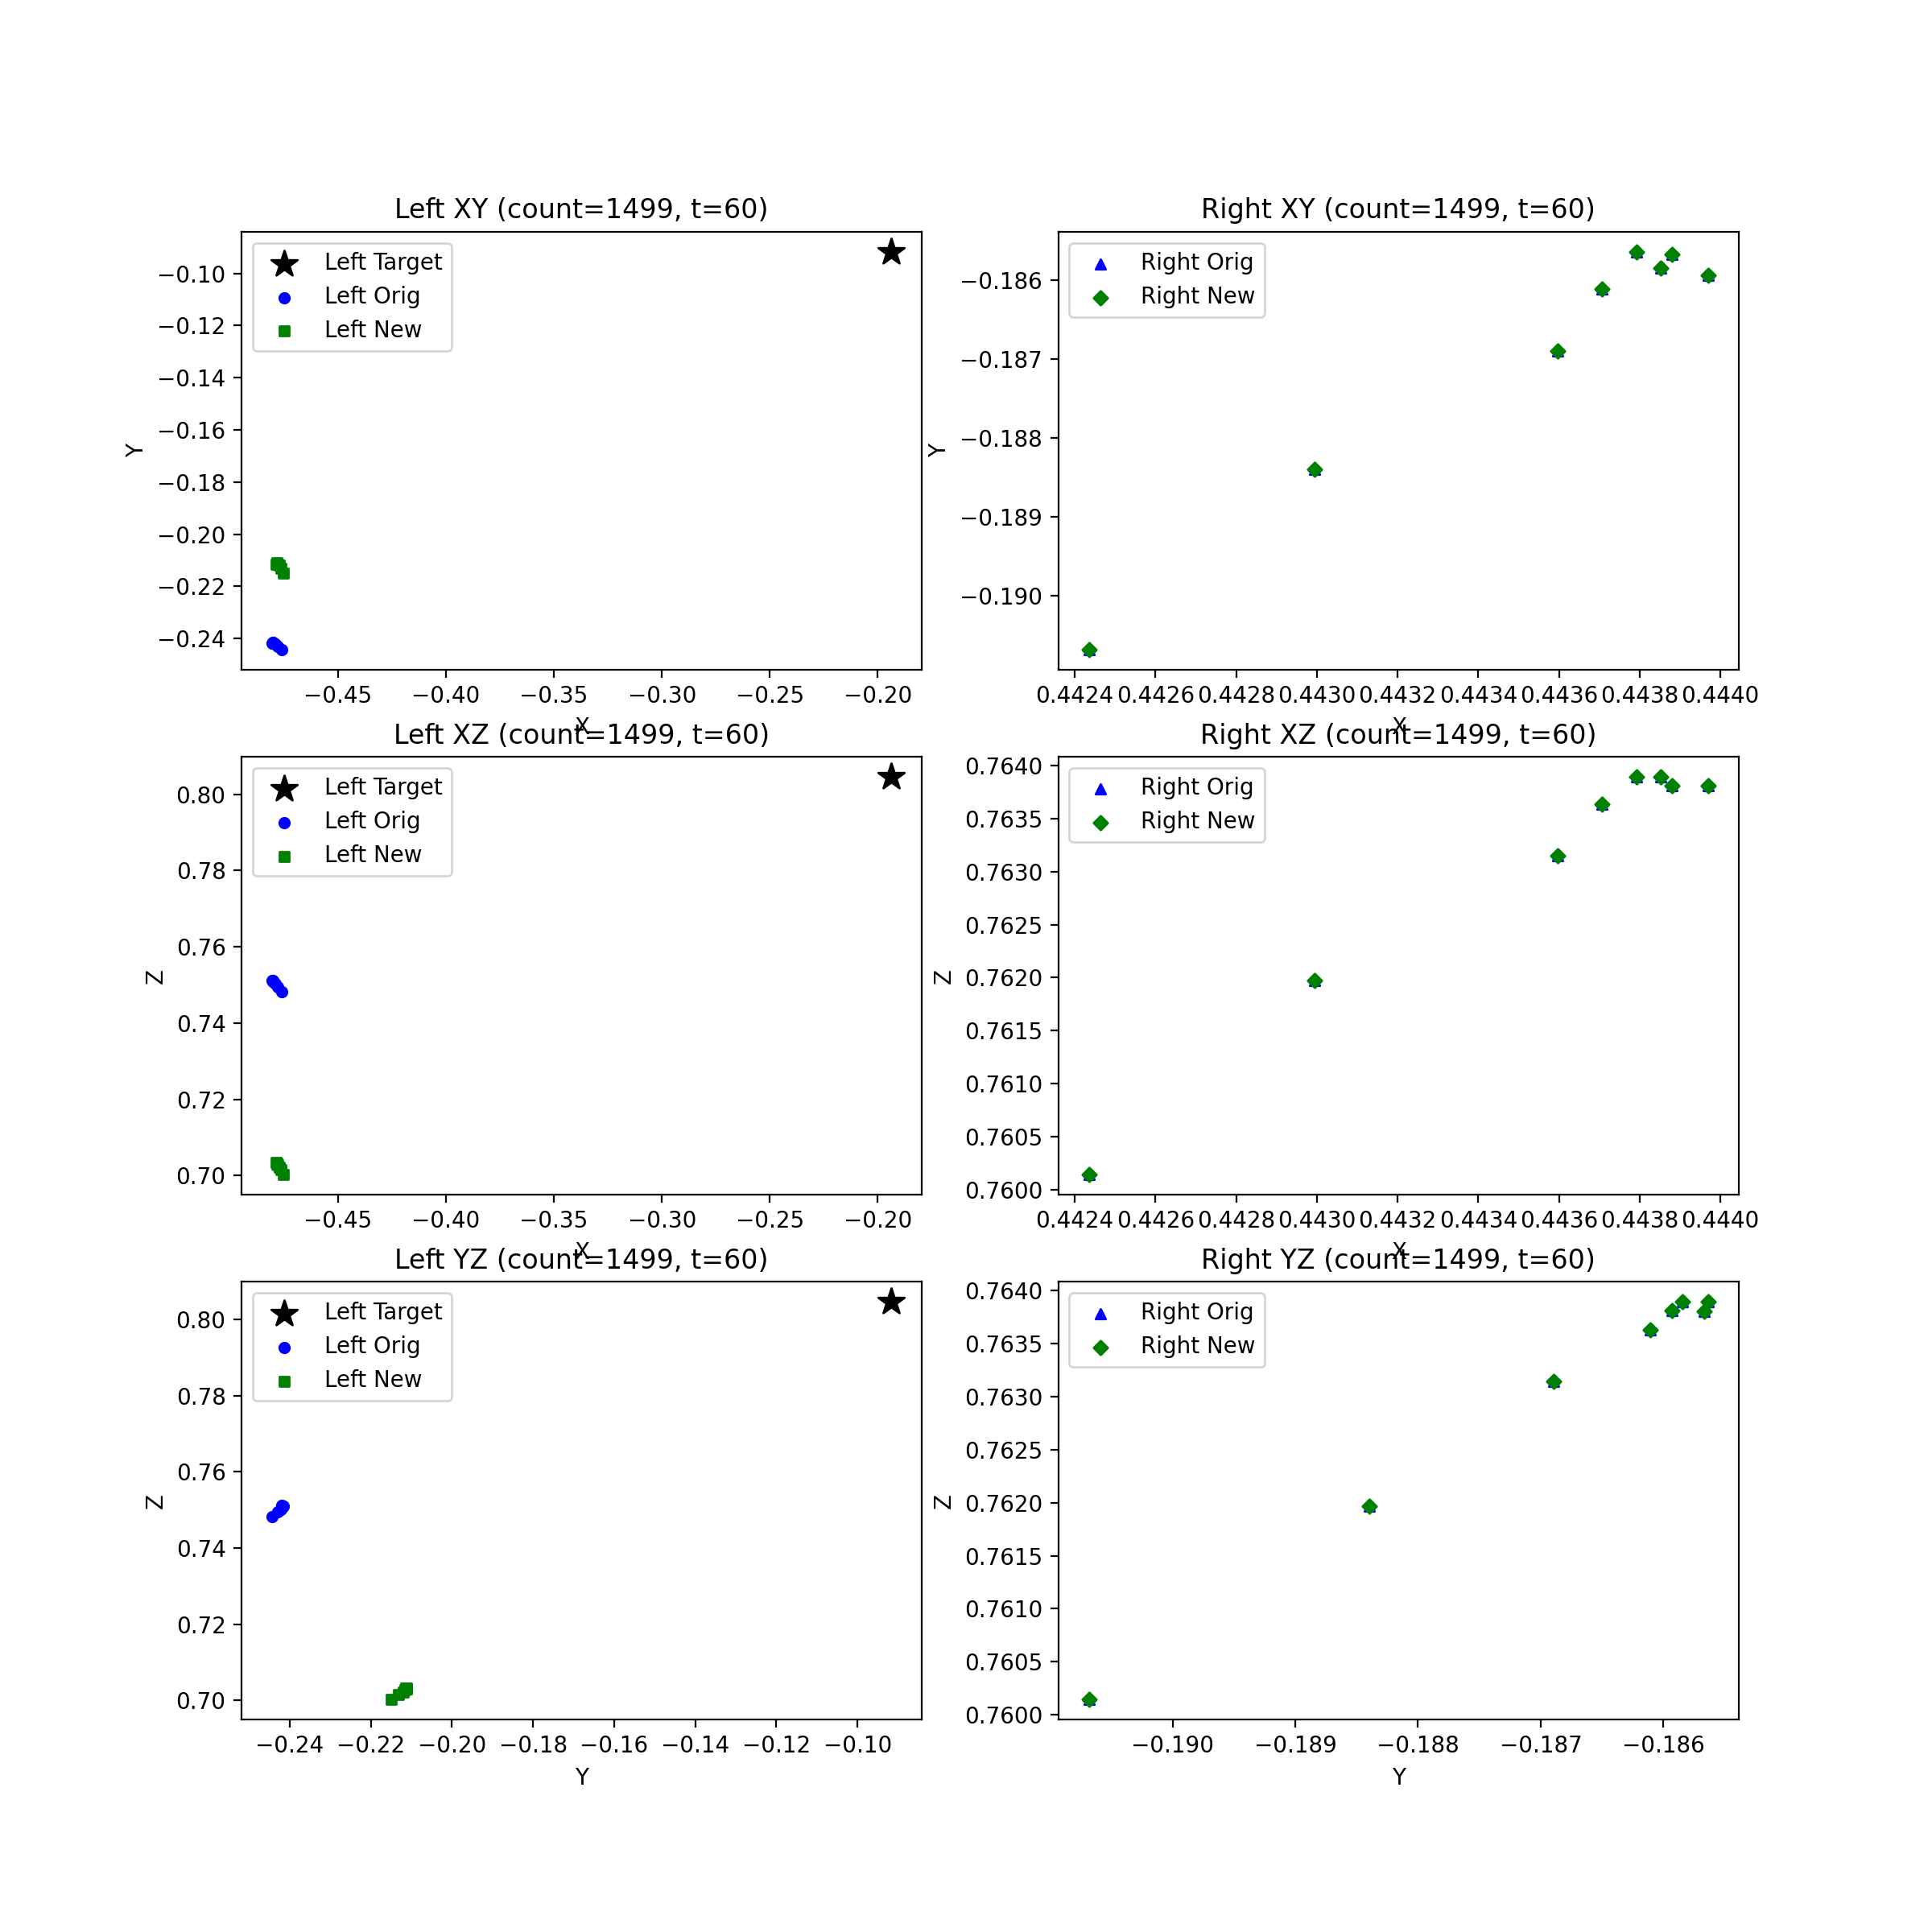 Left XY (count=1499, t=60)
Left Target
Left Orig
Left New
−0.10
−0.12
−0.14
−0.16
−0.18
−0.20
−0.22
−0.24
Y
−0.45 −0.40 −0.35 −0.30 −0.25 −0.20
X
Right XY (count=1499, t=60)
Right Orig
Right New
−0.186
−0.187
−0.188
−0.189
−0.190
Y
0.4424 0.4426 0.4428 0.4430 0.4432 0.4434 0.4436 0.4438 0.4440
X
Left XZ (count=1499, t=60)
Left Target
Left Orig
Left New
0.80
0.78
0.76
0.74
0.72
0.70
Z
−0.45 −0.40 −0.35 −0.30 −0.25 −0.20
X
Right XZ (count=1499, t=60)
Right Orig
Right New
0.7640
0.7635
0.7630
0.7625
0.7620
0.7615
0.7610
0.7605
0.7600
Z
0.4424 0.4426 0.4428 0.4430 0.4432 0.4434 0.4436 0.4438 0.4440
X
Left YZ (count=1499, t=60)
Left Target
Left Orig
Left New
0.80
0.78
0.76
0.74
0.72
0.70
Z
−0.24 −0.22 −0.20 −0.18 −0.16 −0.14 −0.12 −0.10
Y
Right YZ (count=1499, t=60)
Right Orig
Right New
0.7640
0.7635
0.7630
0.7625
0.7620
0.7615
0.7610
0.7605
0.7600
Z
−0.190 −0.189 −0.188 −0.187 −0.186
Y